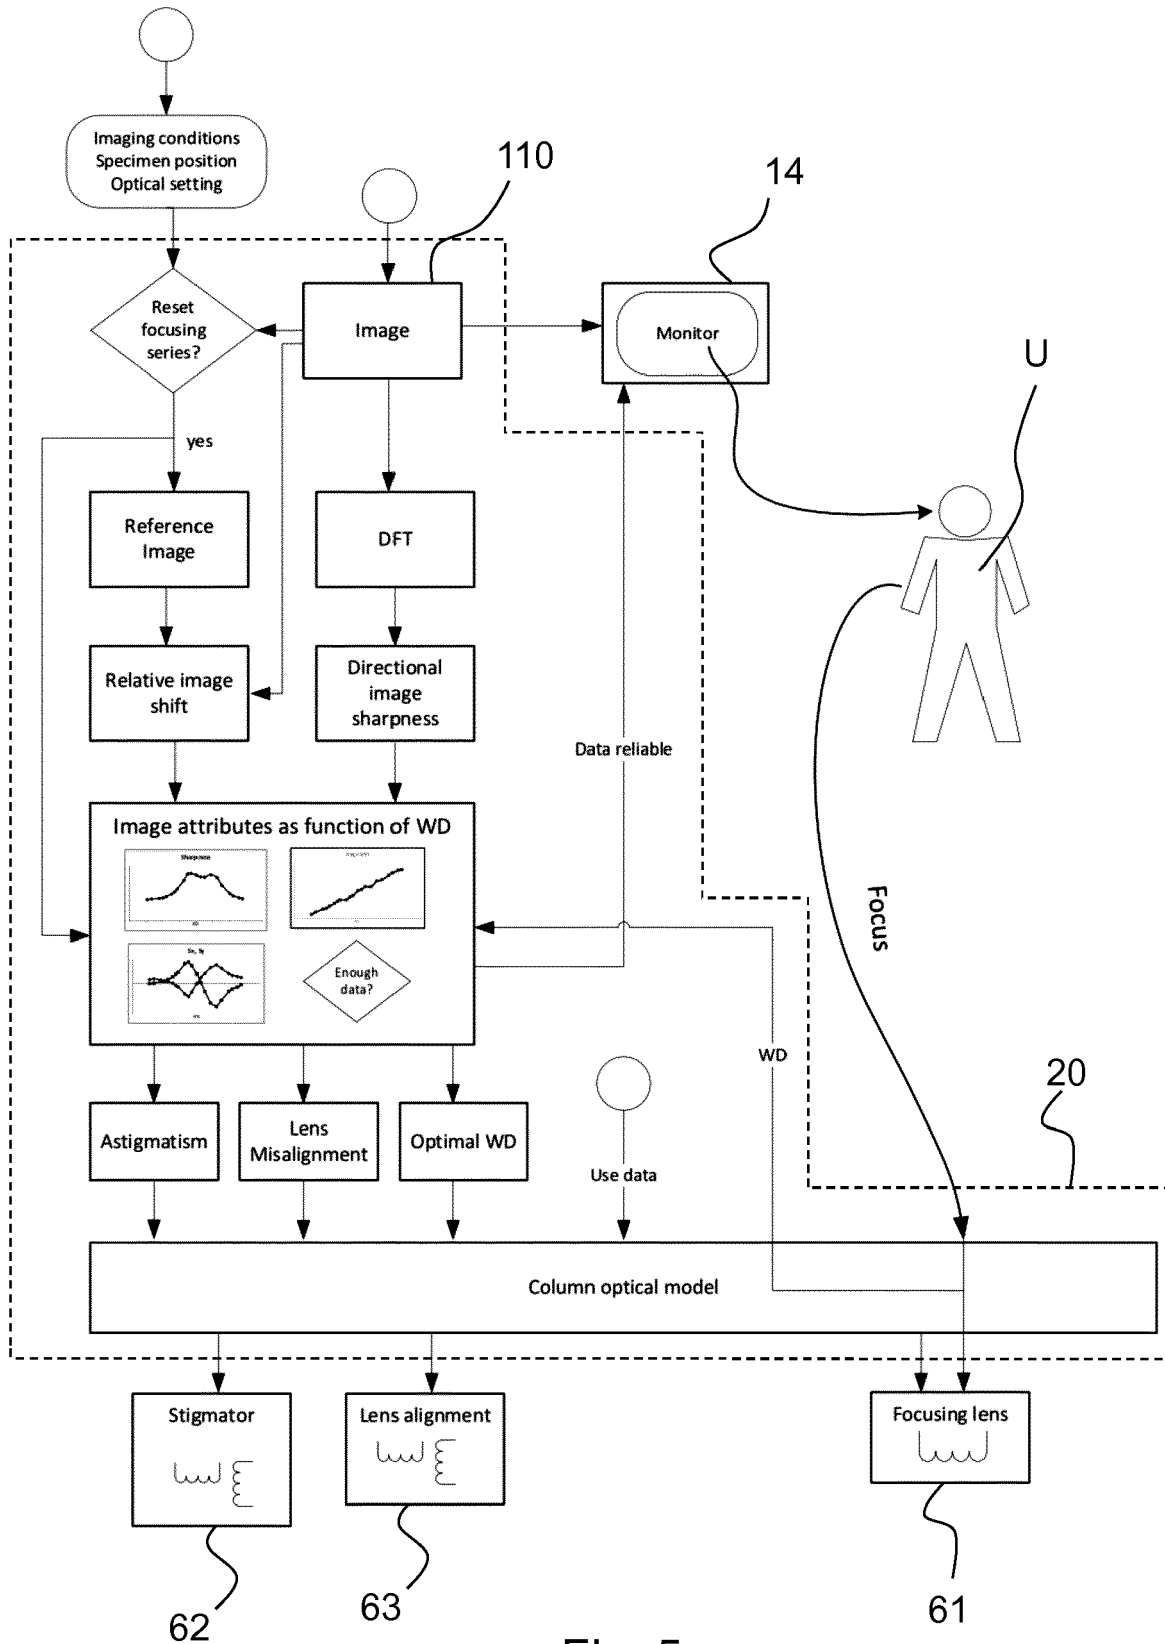 Imaging conditions
Specimen position
Optical setting
110
14
Reset
focusing
series?
Image
Monitor
U
yes
Reference
Image
DFT
Relative image
shift
Directional
image
sharpness
Data reliable
Image attributes as function of WD
Sharpness
Enough
data?
Focus
WD
20
Astigmatism
Lens
Misalignment
Optimal WD
Use data
Column optical model
Stigmator
Lens alignment
Focusing lens
62
63
61